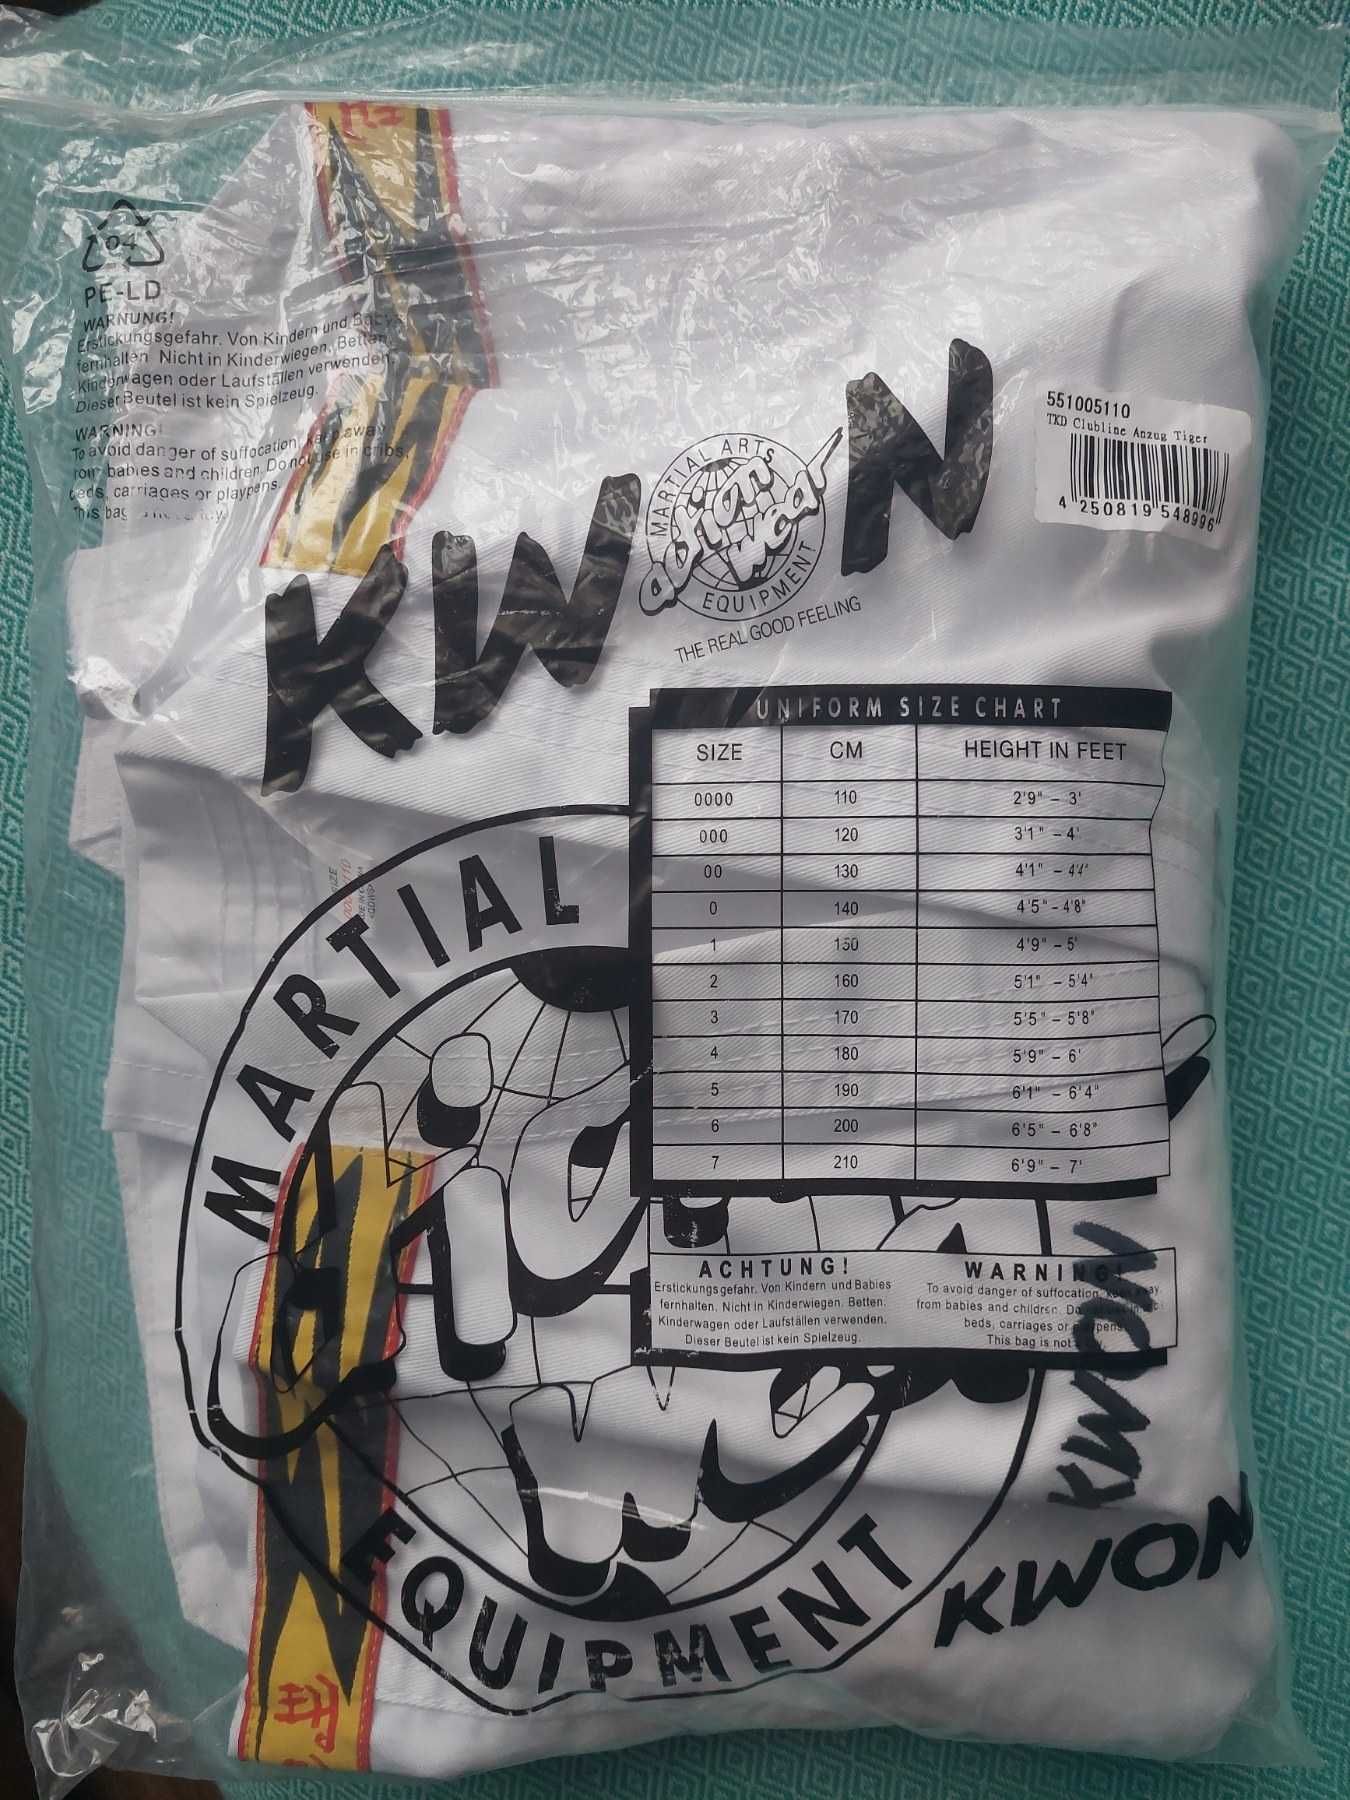 04
PE-LD
WARNUNG!
Erstickungsgefahr. Von Kindern und Babys
fernhalten Nicht in Kinderwiegen, Betten,
Kinderwagen oder Laufställen verwenden.
Dieser Beutel ist kein Spielzeug.
WARNING!
To avoid danger of suffocation, keep away
from babies and children. Do not use in cribs,
beds, carriages or playpens.
This bag
KWON
MARTIAL ARTS
action
wear
EQUIPMENT
THE REAL GOOD FEELING
551005110
TKD Clubline Anzug Tiger
4 250819 548996
UNIFORM SIZE CHART
SIZE CM HEIGHT IN FEET
0000 110 2'9" – 3'
000 120 3'1" – 4'
00 130 4'1" – 4'4"
0 140 4'5" – 4'8"
1 150 4'9" – 5'
2 160 5'1" – 5'4"
3 170 5'5" – 5'8"
4 180 5'9" – 6'
5 190 6'1" – 6'4"
6 200 6'5" – 6'8"
7 210 6'9" – 7'
ACHTUNG!
Erstickungsgefahr. Von Kindern und Babies
fernhalten. Nicht in Kinderwiegen. Betten.
Kinderwagen oder Laufställen verwenden.
Dieser Beutel ist kein Spielzeug.
WARNING!
To avoid danger of suffocation, keep away
from babies and children. Do
beds, carriages or playpens
This bag is not
MARTIAL
EQUIPMENT
KWON
KWON